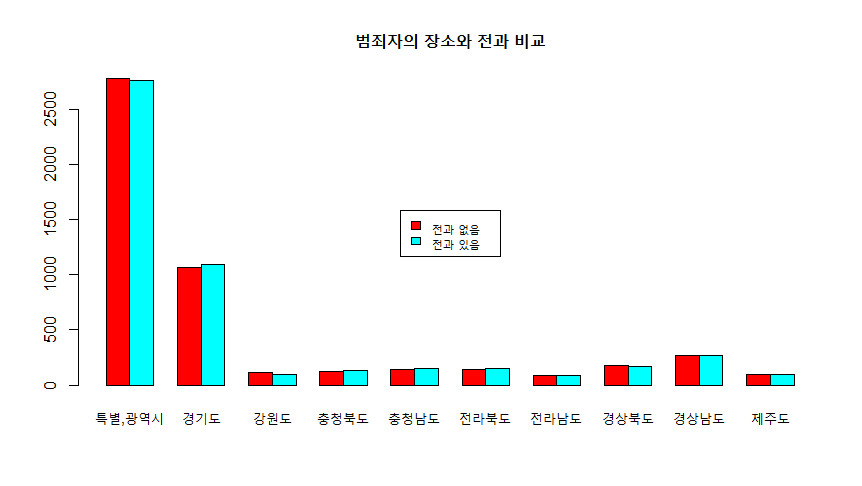 범죄자의 장소와 전과 비교
2500
2000
1500
1000
500
0
전과 없음
전과 있음
특별,광역시 경기도 강원도 충청북도 충청남도 전라북도 전라남도 경상북도 경상남도 제주도